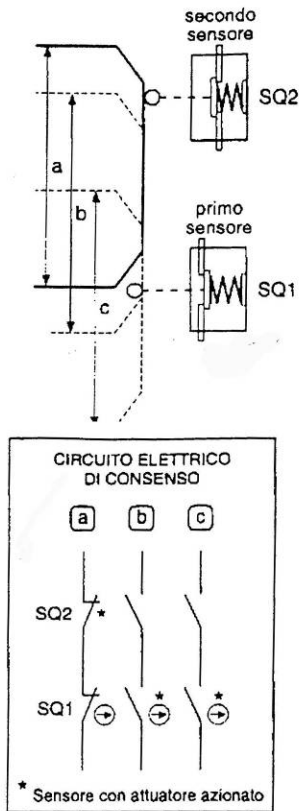 secondo
sensore
SQ2
a
b
primo
sensore
SQ1
c
CIRCUITO ELETTRICO
DI CONSENSO
a b c
SQ2 *
SQ1 * *
* Sensore con attuatore azionato